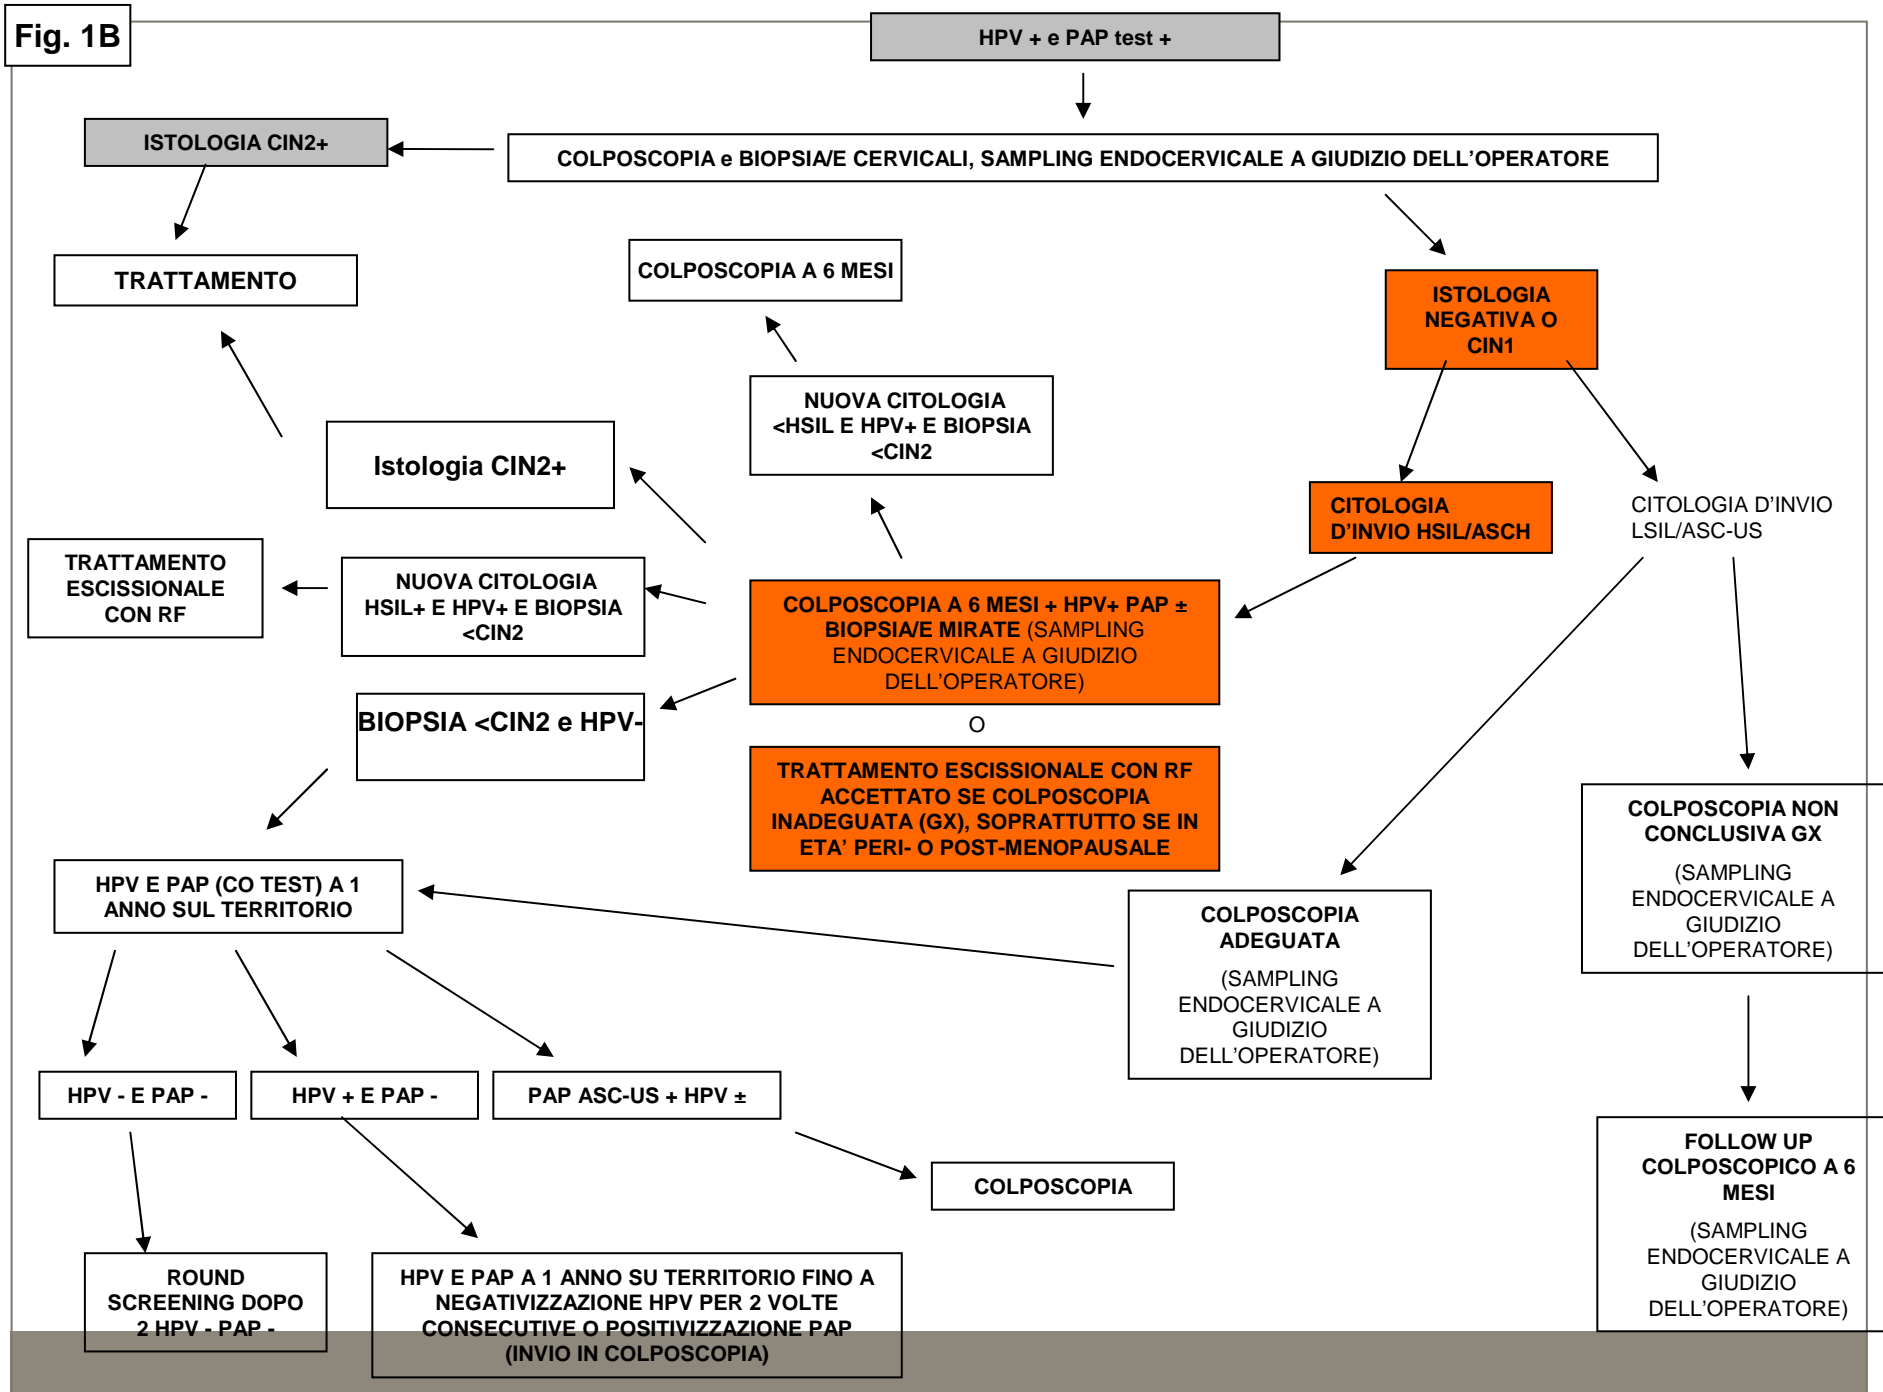 Fig. 1B
HPV + e PAP test +
ISTOLOGIA CIN2+
COLPOSCOPIA e BIOPSIA/E CERVICALI, SAMPLING ENDOCERVICALE A GIUDIZIO DELL’OPERATORE
TRATTAMENTO
COLPOSCOPIA A 6 MESI
ISTOLOGIA
NEGATIVA O
CIN1
NUOVA CITOLOGIA
<HSIL E HPV+ E BIOPSIA
<CIN2
Istologia CIN2+
CITOLOGIA
D’INVIO HSIL/ASCH
CITOLOGIA D’INVIO
LSIL/ASC-US
TRATTAMENTO
ESCISSIONALE
CON RF
NUOVA CITOLOGIA
HSIL+ E HPV+ E BIOPSIA
<CIN2
COLPOSCOPIA A 6 MESI + HPV+ PAP ±
BIOPSIA/E MIRATE (SAMPLING
ENDOCERVICALE A GIUDIZIO
DELL’OPERATORE)
BIOPSIA <CIN2 e HPV-
O
TRATTAMENTO ESCISSIONALE CON RF
ACCETTATO SE COLPOSCOPIA
INADEGUATA (GX), SOPRATTUTTO SE IN
ETA’ PERI- O POST-MENOPAUSALE
COLPOSCOPIA NON
CONCLUSIVA GX
(SAMPLING
ENDOCERVICALE A
GIUDIZIO
DELL’OPERATORE)
HPV E PAP (CO TEST) A 1
ANNO SUL TERRITORIO
COLPOSCOPIA
ADEGUATA
(SAMPLING
ENDOCERVICALE A
GIUDIZIO
DELL’OPERATORE)
HPV - E PAP -
HPV + E PAP -
PAP ASC-US + HPV ±
COLPOSCOPIA
FOLLOW UP
COLPOSCOPICO A 6
MESI
(SAMPLING
ENDOCERVICALE A
GIUDIZIO
DELL’OPERATORE)
ROUND
SCREENING DOPO
2 HPV - PAP -
HPV E PAP A 1 ANNO SU TERRITORIO FINO A
NEGATIVIZZAZIONE HPV PER 2 VOLTE
CONSECUTIVE O POSITIVIZZAZIONE PAP
(INVIO IN COLPOSCOPIA)